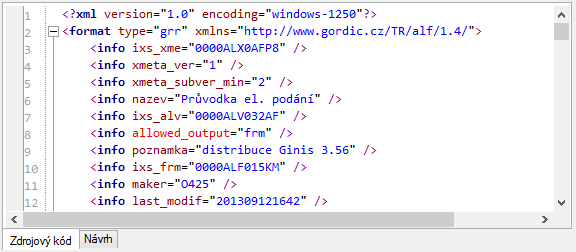 1 <?xml version="1.0" encoding="windows-1250"?>
2 <format type="grr" xmlns="http://www.gordic.cz/TR/alf/1.4/">
3 <info ixs_xme="0000ALX0AFP8" />
4 <info xmeta_ver="1" />
5 <info xmeta_subver_min="2" />
6 <info nazev="Průvodka el. podání" />
7 <info ixs_alv="0000ALV032AF" />
8 <info allowed_output="frm" />
9 <info poznamka="distribuce Ginis 3.56" />
10 <info ixs_frm="0000ALF015KM" />
11 <info maker="O425" />
12 <info last_modif="201309121642" />
Zdrojový kód Návrh